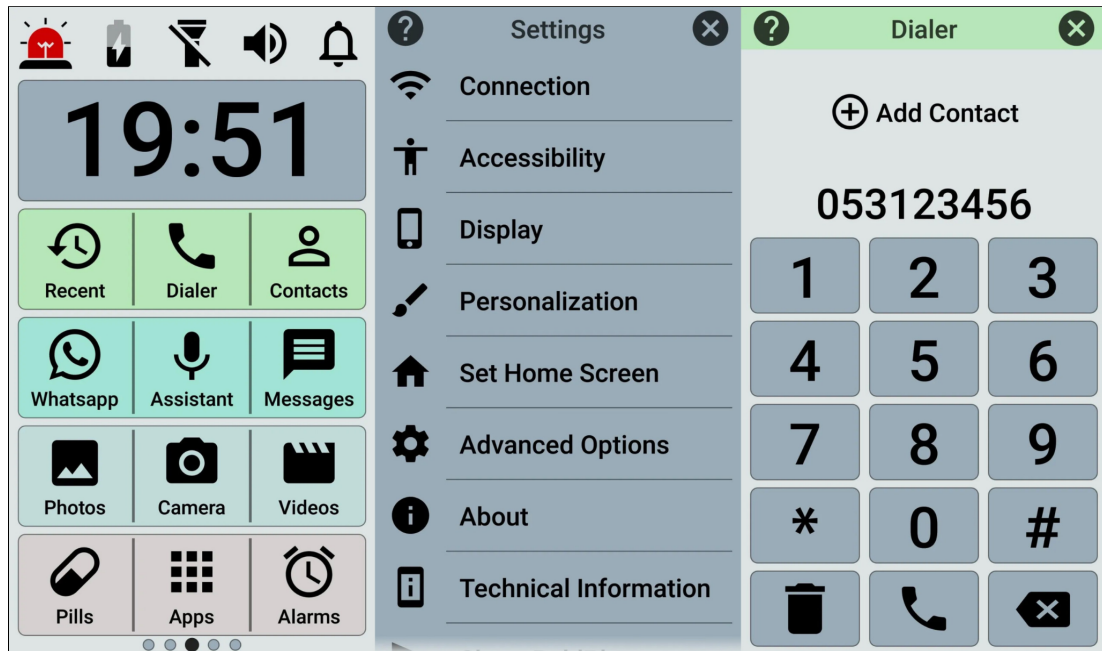 19:51
Recent Dialer Contacts
Whatsapp Assistant Messages
Photos Camera Videos
Pills Apps Alarms
? Settings
Connection
Accessibility
Display
Personalization
Set Home Screen
Advanced Options
About
Technical Information
? Dialer
Add Contact
053123456
1 2 3
4 5 6
7 8 9
* 0 #